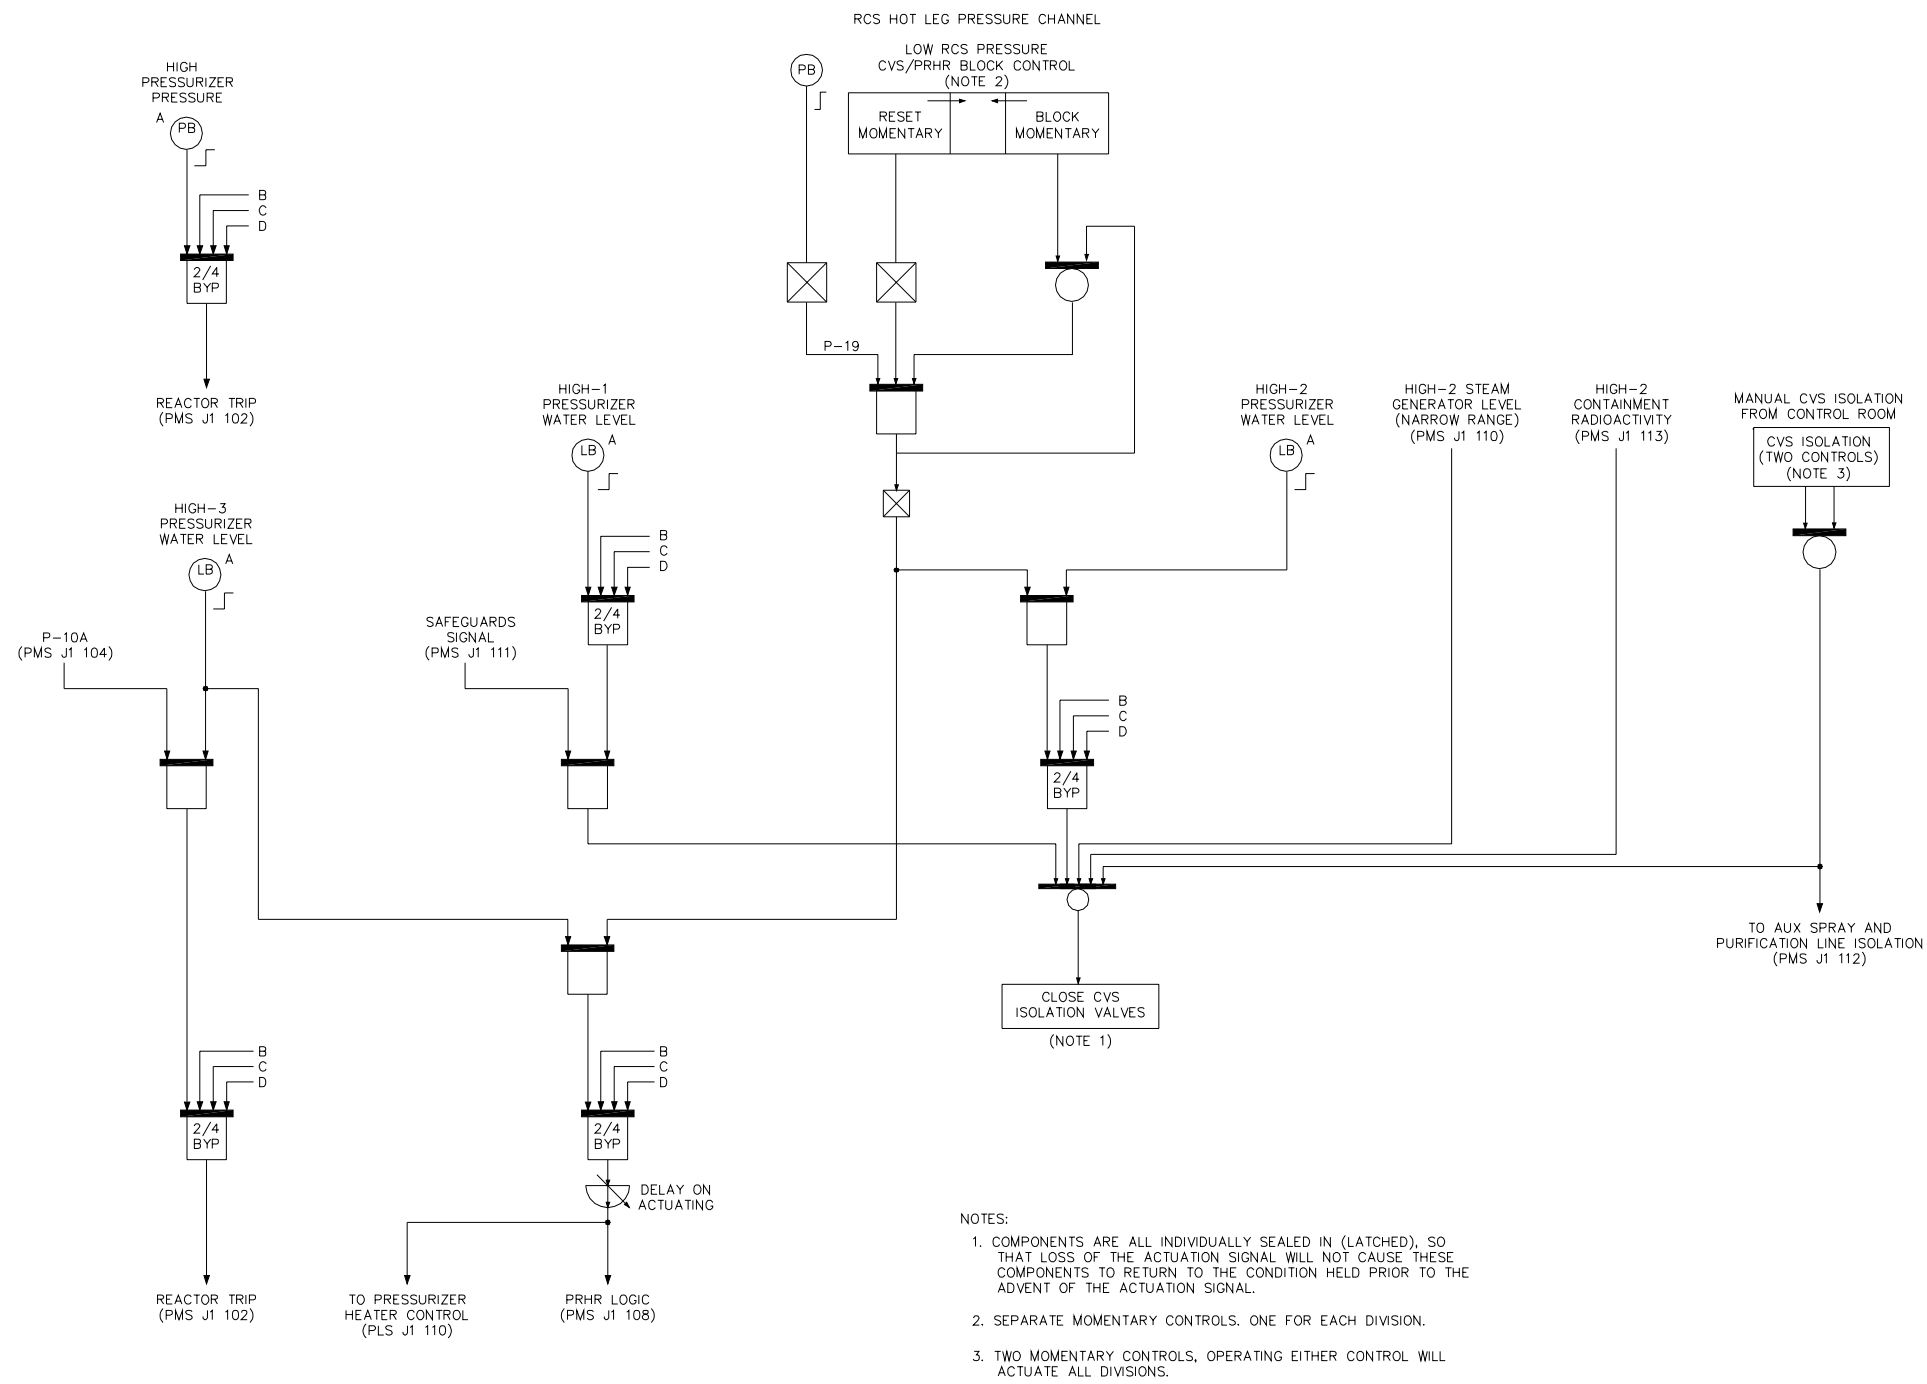 RCS HOT LEG PRESSURE CHANNEL
LOW RCS PRESSURE
CVS/PRHR BLOCK CONTROL
(NOTE 2)
PB
RESET
MOMENTARY
BLOCK
MOMENTARY
HIGH
PRESSURIZER
PRESSURE
A
PB
B
C
D
2/4
BYP
REACTOR TRIP
(PMS J1 102)
P-19
HIGH-1
PRESSURIZER
WATER LEVEL
A
LB
B
C
D
2/4
BYP
HIGH-2
PRESSURIZER
WATER LEVEL
A
LB
HIGH-2 STEAM
GENERATOR LEVEL
(NARROW RANGE)
(PMS J1 110)
HIGH-2
CONTAINMENT
RADIOACTIVITY
(PMS J1 113)
MANUAL CVS ISOLATION
FROM CONTROL ROOM
CVS ISOLATION
(TWO CONTROLS)
(NOTE 3)
HIGH-3
PRESSURIZER
WATER LEVEL
A
LB
P-10A
(PMS J1 104)
SAFEGUARDS
SIGNAL
(PMS J1 111)
B
C
D
2/4
BYP
TO AUX SPRAY AND
PURIFICATION LINE ISOLATION
(PMS J1 112)
CLOSE CVS
ISOLATION VALVES
(NOTE 1)
B
C
D
2/4
BYP
B
C
D
2/4
BYP
DELAY ON
ACTUATING
REACTOR TRIP
(PMS J1 102)
TO PRESSURIZER
HEATER CONTROL
(PLS J1 110)
PRHR LOGIC
(PMS J1 108)
NOTES:
1. COMPONENTS ARE ALL INDIVIDUALLY SEALED IN (LATCHED), SO
THAT LOSS OF THE ACTUATION SIGNAL WILL NOT CAUSE THESE
COMPONENTS TO RETURN TO THE CONDITION HELD PRIOR TO THE
ADVENT OF THE ACTUATION SIGNAL.
2. SEPARATE MOMENTARY CONTROLS. ONE FOR EACH DIVISION.
3. TWO MOMENTARY CONTROLS, OPERATING EITHER CONTROL WILL
ACTUATE ALL DIVISIONS.